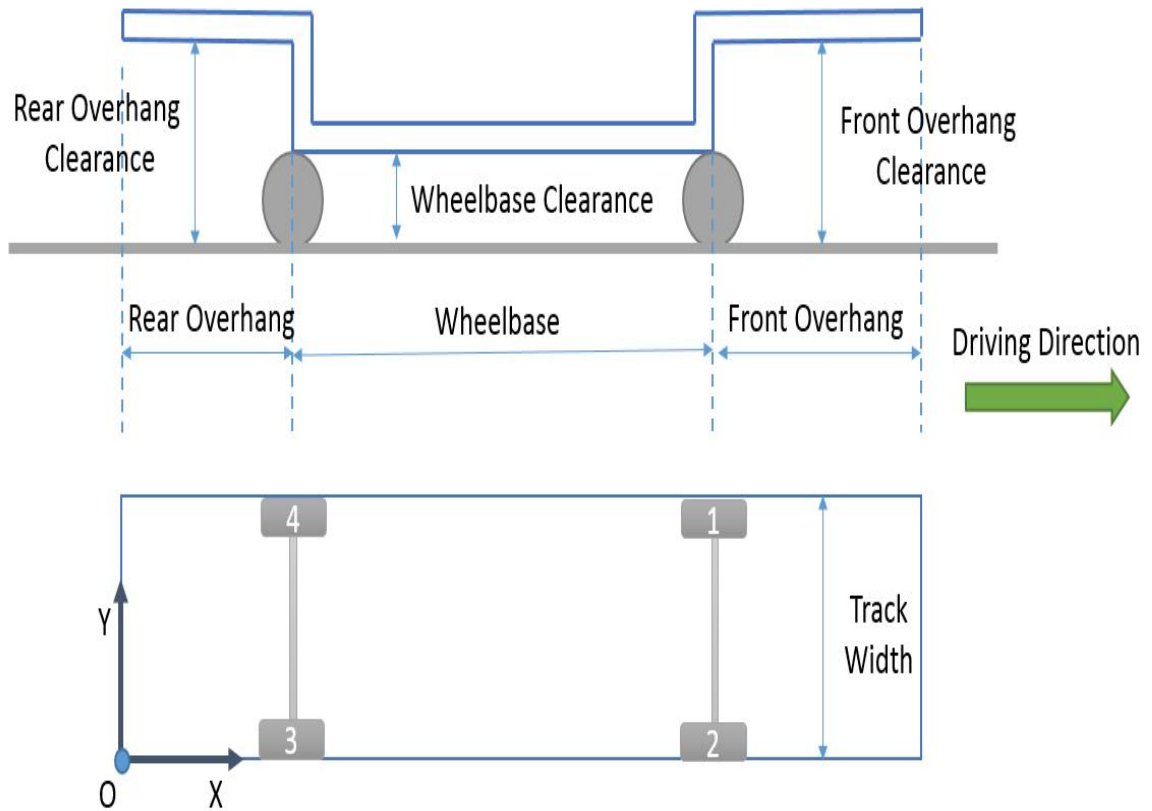 Rear Overhang
Clearance
Wheelbase Clearance
Front Overhang
Clearance
Rear Overhang
Wheelbase
Front Overhang
Driving Direction
4
1
Y
Track
Width
3
2
O
X